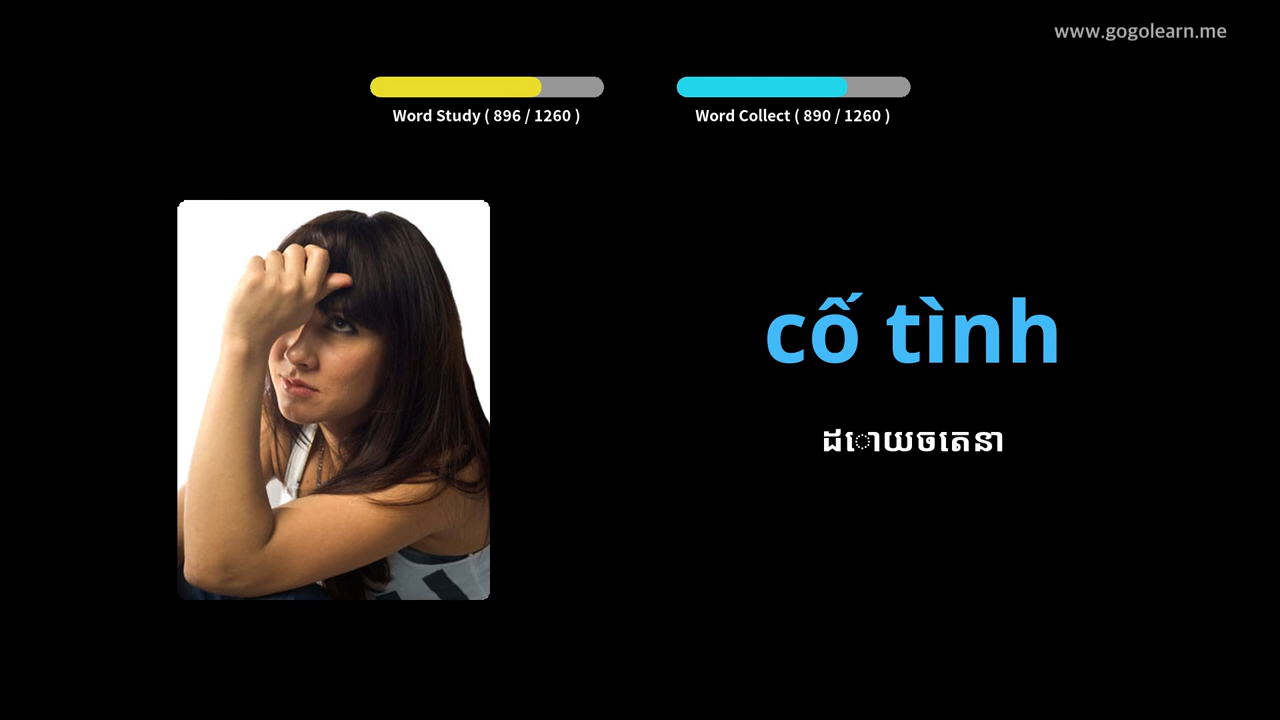 www.gogolearn.me
Word Study ( 896 / 1260 )
Word Collect ( 890 / 1260 )
cố tình
ដោយចតេនា